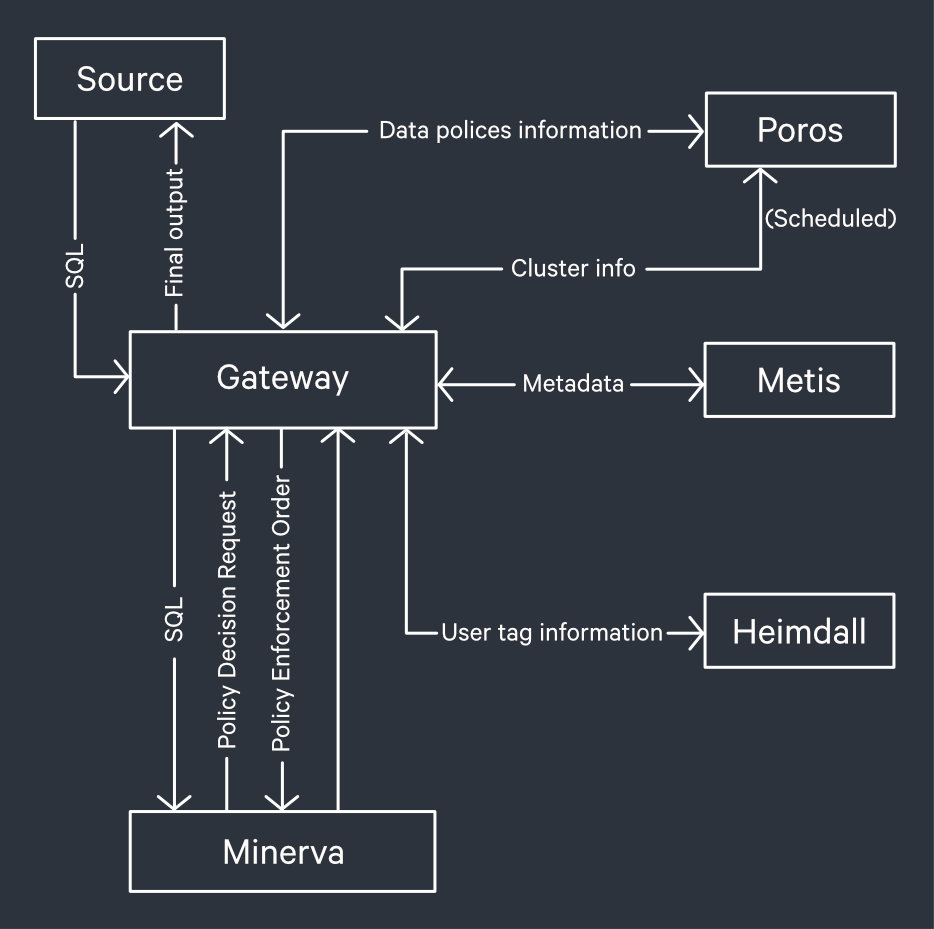 Source
Data polices information
Poros
(Scheduled)
SQL
Final output
Cluster info
Gateway
Metadata
Metis
SQL
Policy Decision Request
Policy Enforcement Order
User tag information
Heimdall
Minerva